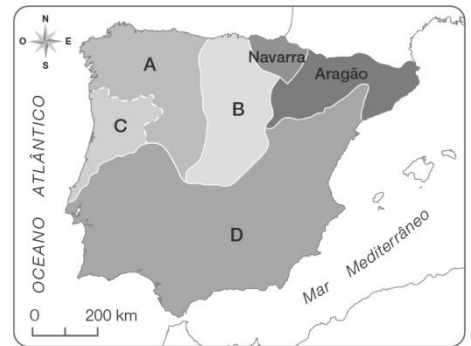 N
O E
S
Navarra
Aragão
A
B
C
D
OCEANO ATLÂNTICO
Mar Mediterrâneo
0 200 km